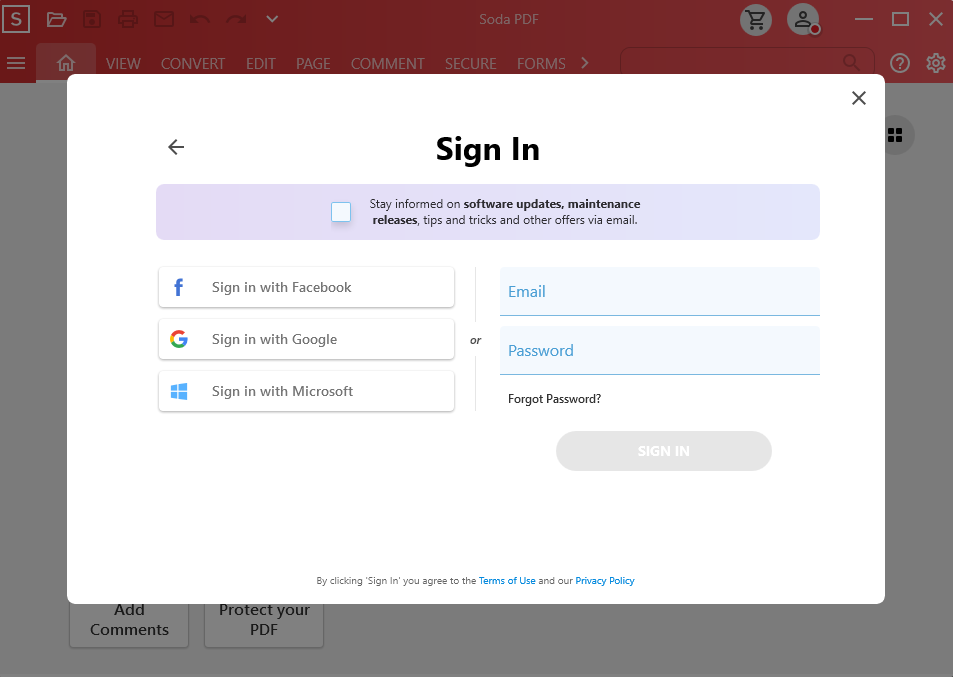 S
Soda PDF
VIEW CONVERT EDIT PAGE COMMENT SECURE FORMS
Sign In
Stay informed on software updates, maintenance
releases, tips and tricks and other offers via email.
Sign in with Facebook
Sign in with Google
Sign in with Microsoft
or
Email
Password
Forgot Password?
SIGN IN
By clicking 'Sign In' you agree to the Terms of Use and our Privacy Policy
Add
Comments
Protect your
PDF